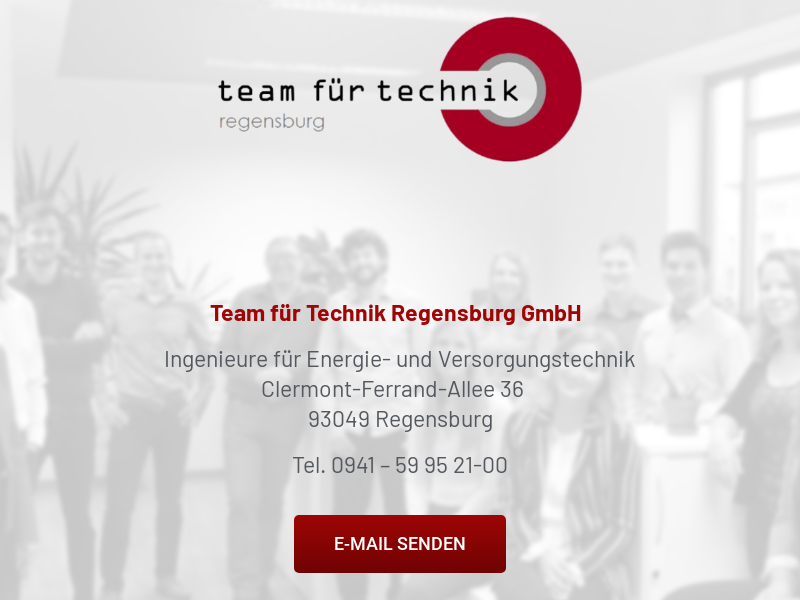 team für technik
regensburg
Team für Technik Regensburg GmbH
Ingenieure für Energie- und Versorgungstechnik
Clermont-Ferrand-Allee 36
93049 Regensburg
Tel. 0941 – 59 95 21-00
E-MAIL SENDEN